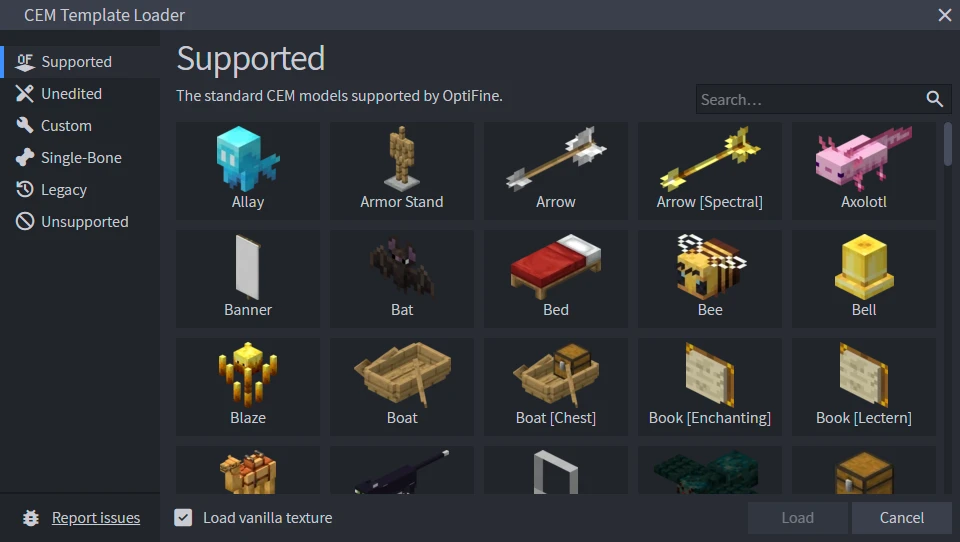 CEM Template Loader
OF Supported
Unedited
Custom
Single-Bone
Legacy
Unsupported
Report issues
Supported
The standard CEM models supported by OptiFine.
Search…
Allay
Armor Stand
Arrow
Arrow [Spectral]
Axolotl
Banner
Bat
Bed
Bee
Bell
Blaze
Boat
Boat [Chest]
Book [Enchanting]
Book [Lectern]
Load vanilla texture
Load
Cancel